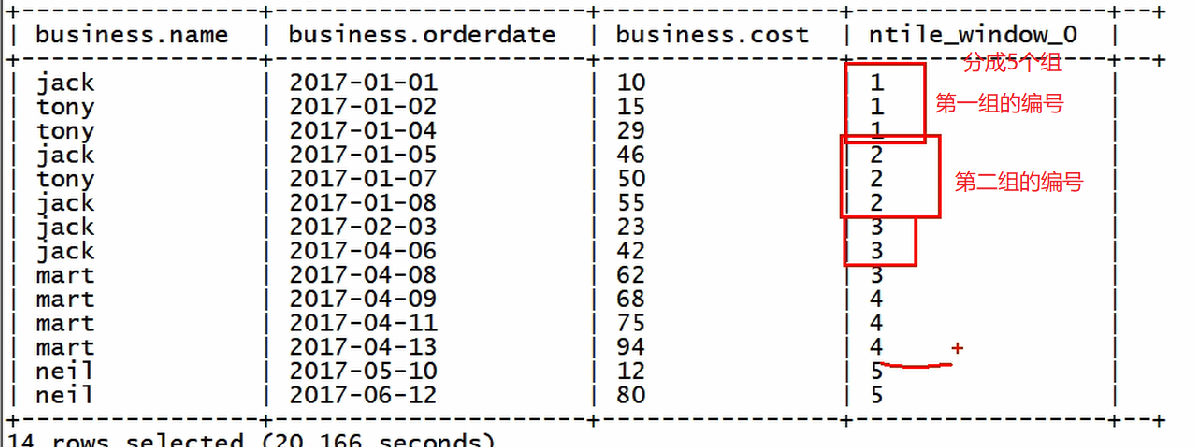 business.name | business.orderdate | business.cost | ntile_window_0
分成5个组
jack | 2017-01-01 | 10 | 1
tony | 2017-01-02 | 15 | 1 第一组的编号
tony | 2017-01-04 | 29 | 1
jack | 2017-01-05 | 46 | 2
tony | 2017-01-07 | 50 | 2 第二组的编号
jack | 2017-01-08 | 55 | 2
jack | 2017-02-03 | 23 | 3
jack | 2017-04-06 | 42 | 3
mart | 2017-04-08 | 62 | 3
mart | 2017-04-09 | 68 | 4
mart | 2017-04-11 | 75 | 4
mart | 2017-04-13 | 94 | 4
neil | 2017-05-10 | 12 | 5
neil | 2017-06-12 | 80 | 5
14 rows selected (20.166 seconds)